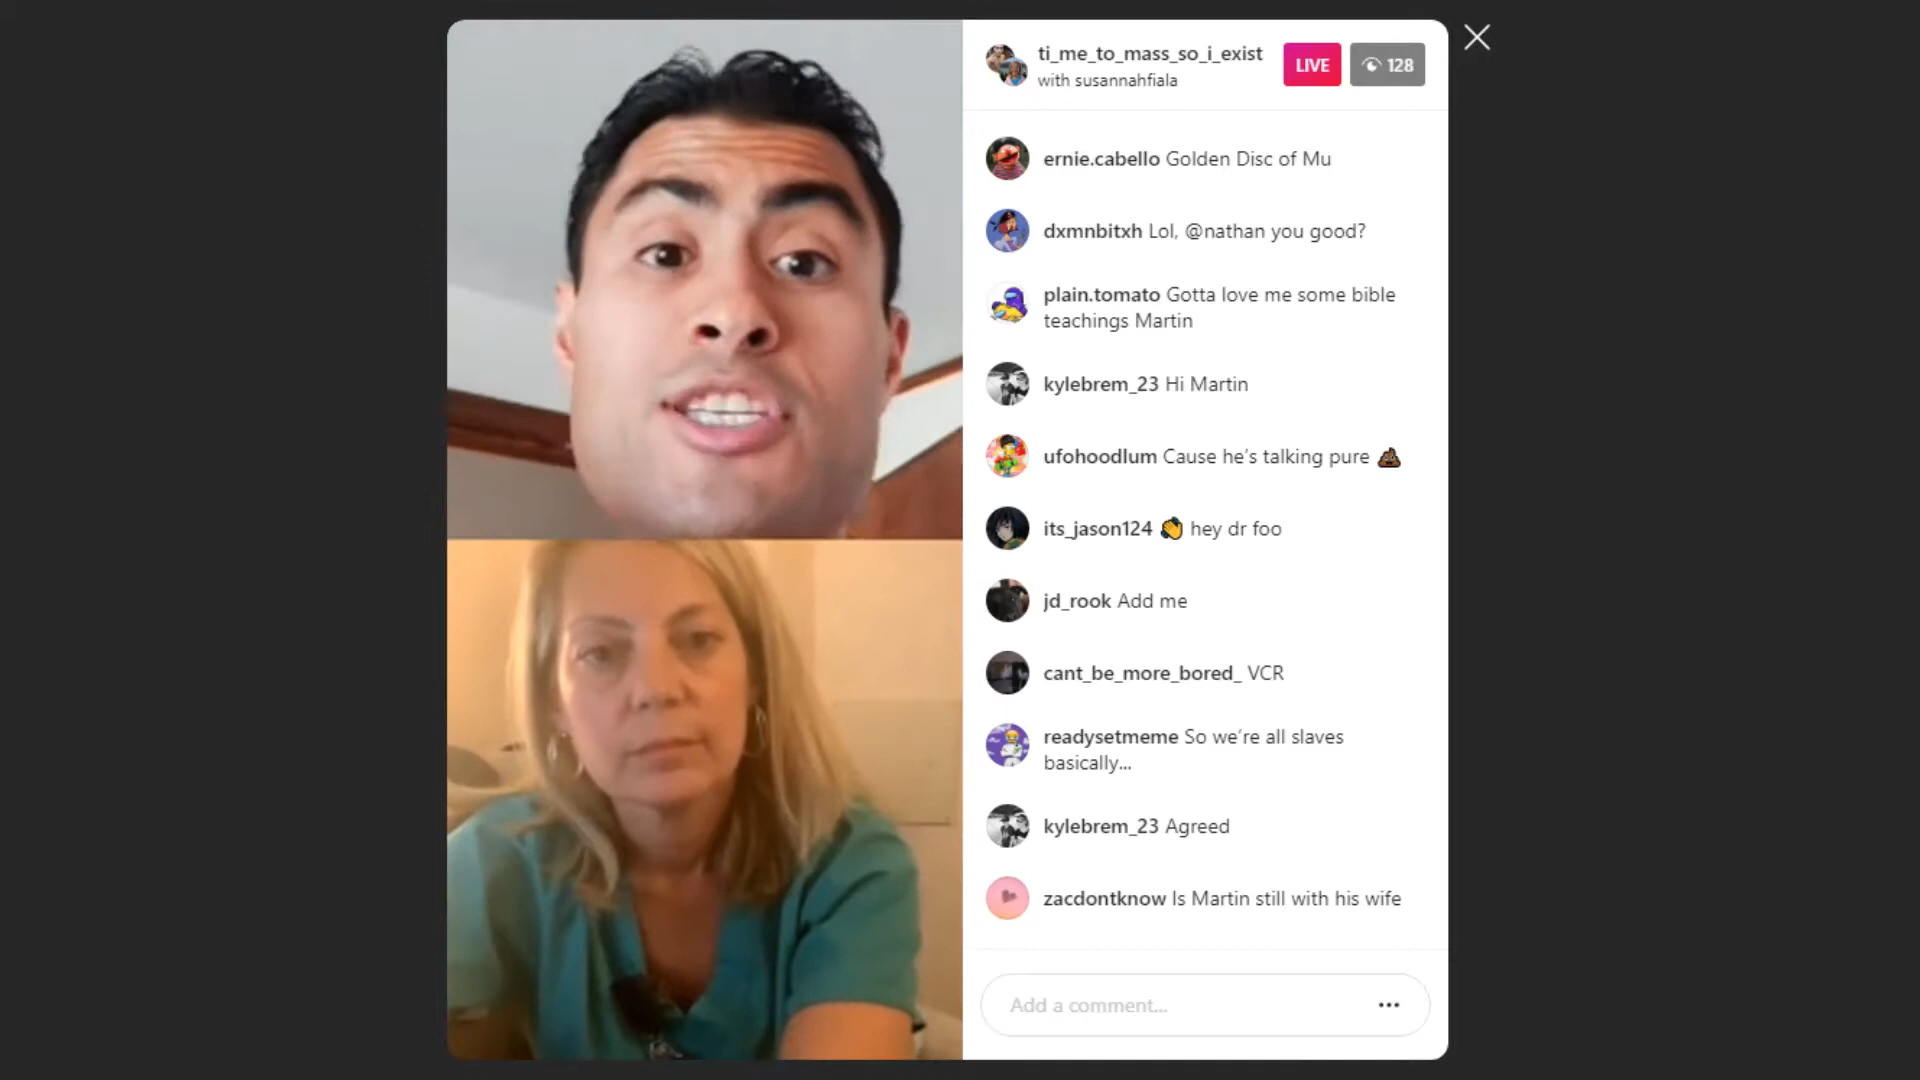 ti_me_to_mass_so_i_exist
with susannahfiala
LIVE
128
ernie.cabello Golden Disc of Mu
dxmnbitxh Lol, @nathan you good?
plain.tomato Gotta love me some bible
teachings Martin
kylebrem_23 Hi Martin
ufohoodlum Cause he's talking pure 💩
its_jason124 👏 hey dr foo
jd_rook Add me
cant_be_more_bored_ VCR
readysetmeme So we're all slaves
basically...
kylebrem_23 Agreed
zacdontknow Is Martin still with his wife
Add a comment...